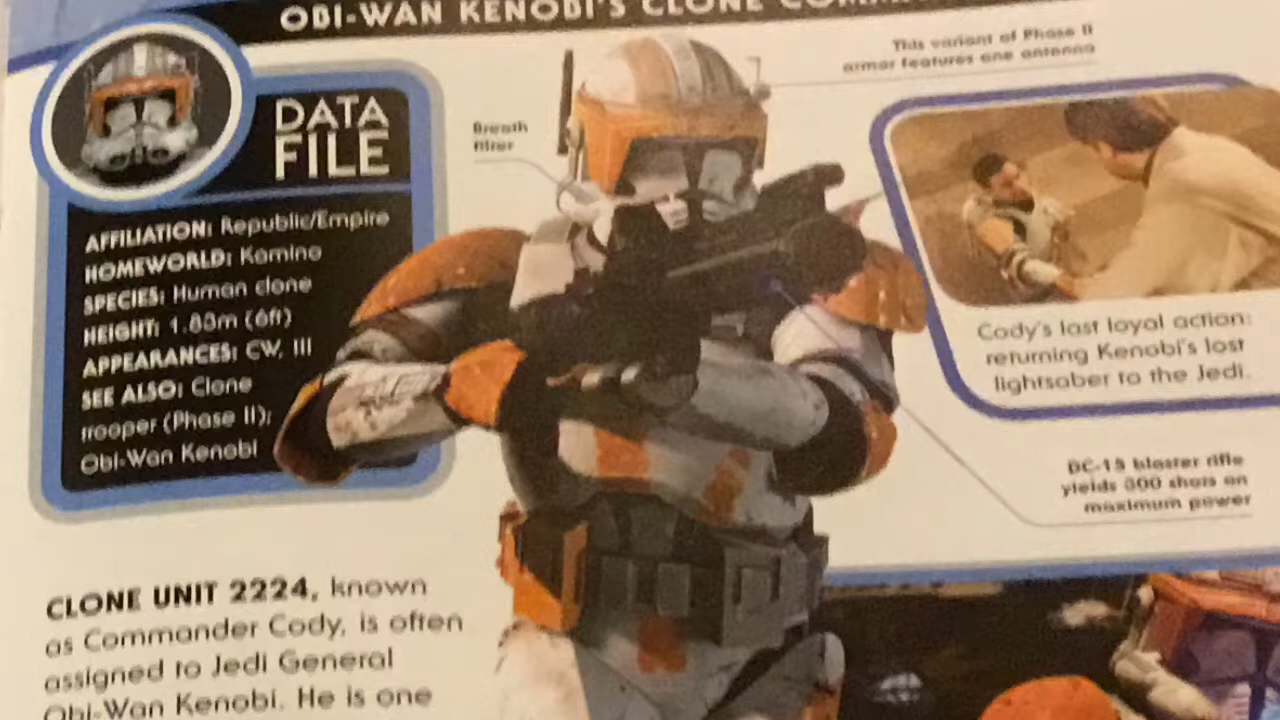 OBI-WAN KENOBI'S CLONE
This variant of Phase II
armor features one antenna
Breath
filter
DATA
FILE
AFFILIATION: Republic/Empire
HOMEWORLD: Kamino
SPECIES: Human clone
HEIGHT: 1.83m (6ft)
APPEARANCES: CW, III
SEE ALSO: Clone
trooper (Phase II);
Obi-Wan Kenobi
Cody's last loyal action:
returning Kenobi's lost
lightsaber to the Jedi.
DC-15 blaster rifle
yields 300 shots on
maximum power
CLONE UNIT 2224, known
as Commander Cody, is often
assigned to Jedi General
Obi-Wan Kenobi. He is one